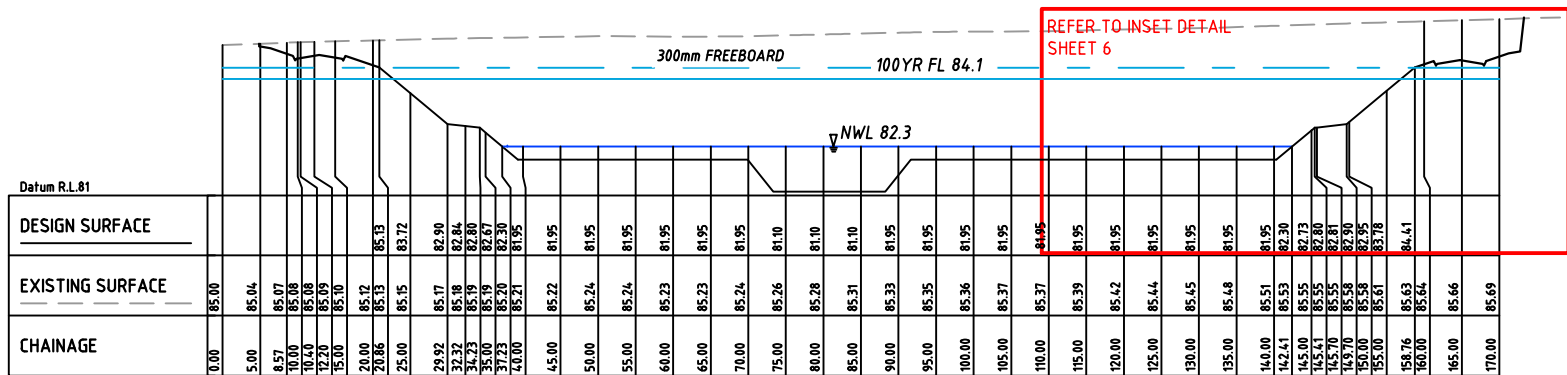 REFER TO INSET DETAIL
SHEET 6
300mm FREEBOARD
100YR FL 84.1
NWL 82.3
Datum R.L.81
DESIGN SURFACE 85.13 83.72 82.90 82.84 82.80 82.67 82.30 81.95 81.95 81.95 81.95 81.95 81.95 81.95 81.10 81.10 81.10 81.95 81.95 81.95 81.95 81.95 81.95 81.95 81.95 81.95 81.95 81.95 82.30 82.73 82.80 82.81 82.90 82.95 83.78 84.41
EXISTING SURFACE 85.00 85.04 85.07 85.08 85.08 85.09 85.10 85.12 85.13 85.15 85.17 85.18 85.19 85.19 85.20 85.21 85.22 85.24 85.24 85.23 85.23 85.24 85.26 85.28 85.31 85.33 85.35 85.36 85.37 85.37 85.39 85.42 85.44 85.45 85.48 85.51 85.53 85.55 85.55 85.55 85.58 85.58 85.61 85.63 85.64 85.66 85.69
CHAINAGE 0.00 5.00 8.57 10.00 10.40 12.20 15.00 20.00 20.86 25.00 29.92 32.32 34.23 35.00 37.23 40.00 45.00 50.00 55.00 60.00 65.00 70.00 75.00 80.00 85.00 90.00 95.00 100.00 105.00 110.00 115.00 120.00 125.00 130.00 135.00 140.00 142.41 145.00 145.41 145.70 149.70 150.00 155.00 158.76 160.00 165.00 170.00